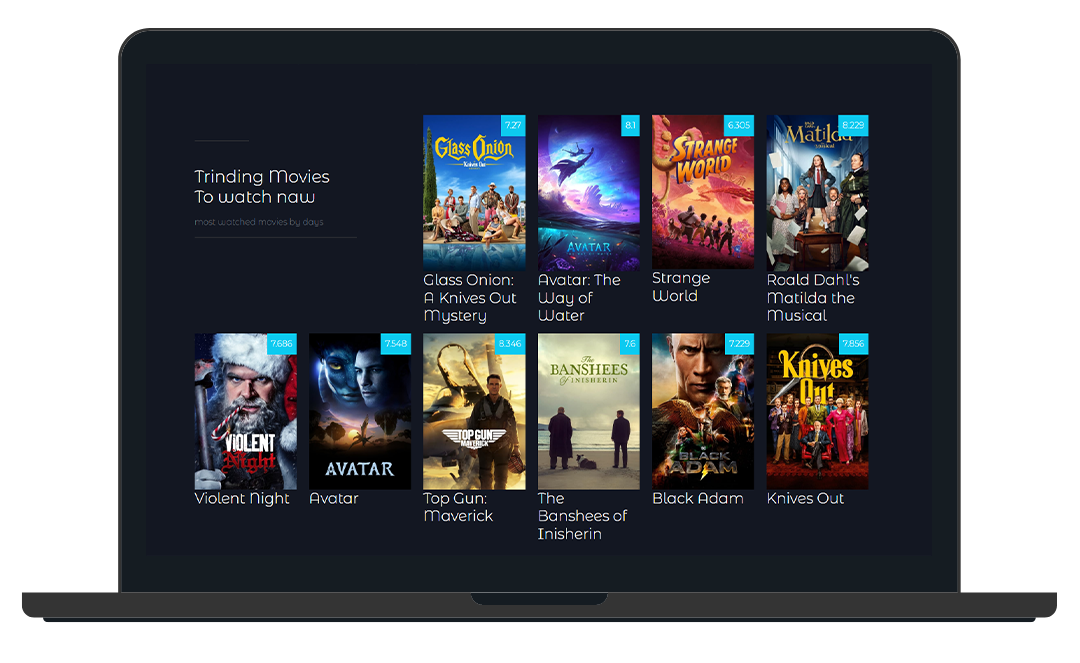 Trinding Movies
To watch naw
most watched movies by days
7.27
Glass Onion
Knives Out
Glass Onion:
A Knives Out
Mystery
8.1
AVATAR
Avatar: The
Way of
Water
6.305
STRANGE
WORLD
Strange
World
8.229
Matilda
Roald Dahl's
Matilda the
Musical
7.686
VIOLENT
Night
Violent Night
7.548
AVATAR
Avatar
8.346
TOP GUN
MAVERICK
Top Gun:
Maverick
7.6
The
BANSHEES
of INISHERIN
The
Banshees of
Inisherin
7.229
BLACK
ADAM
Black Adam
7.856
Knives
Out
Knives Out